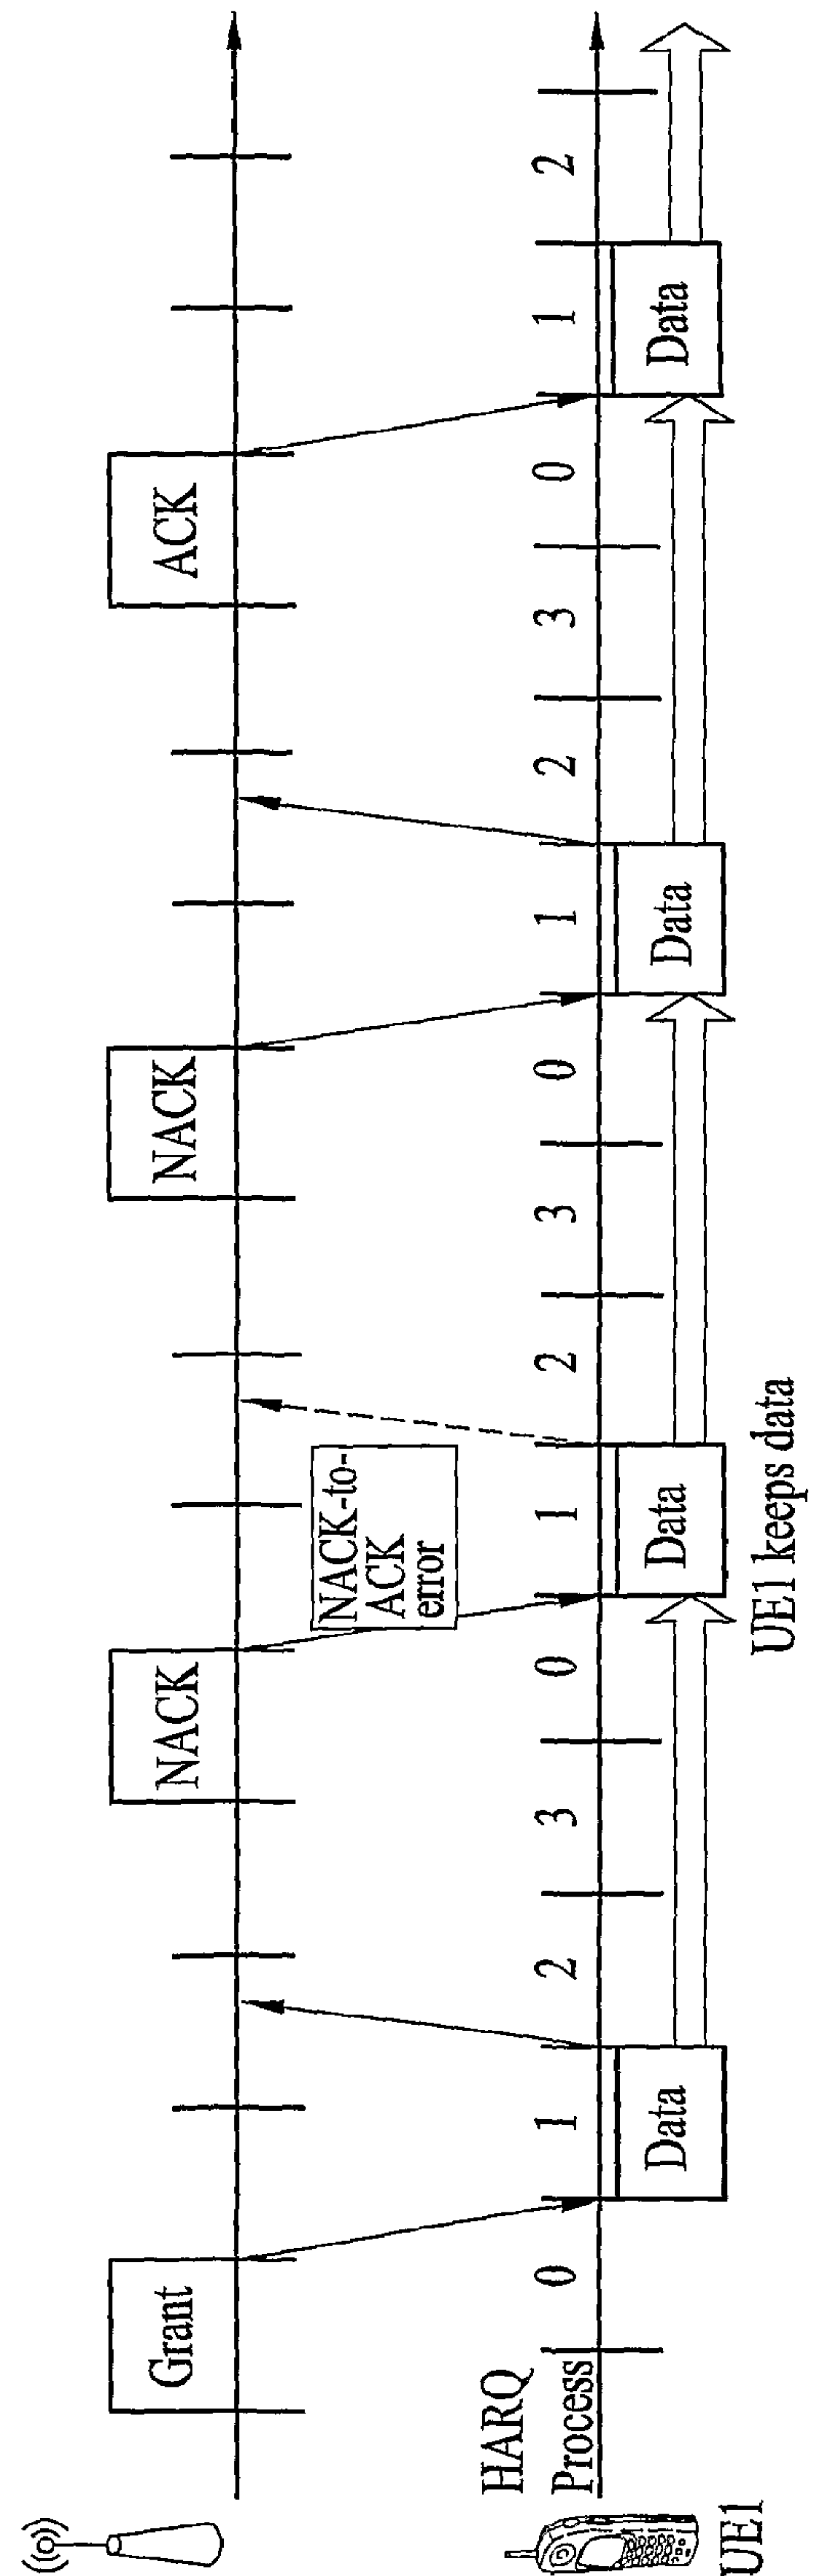 Grant
NACK
NACK
ACK
NACK-to-
ACK
error
HARQ
Process
0 1 2 3 0 1 2 3 0 1 2 3 0 1 2
Data
Data
Data
Data
UE1
UE1 keeps data